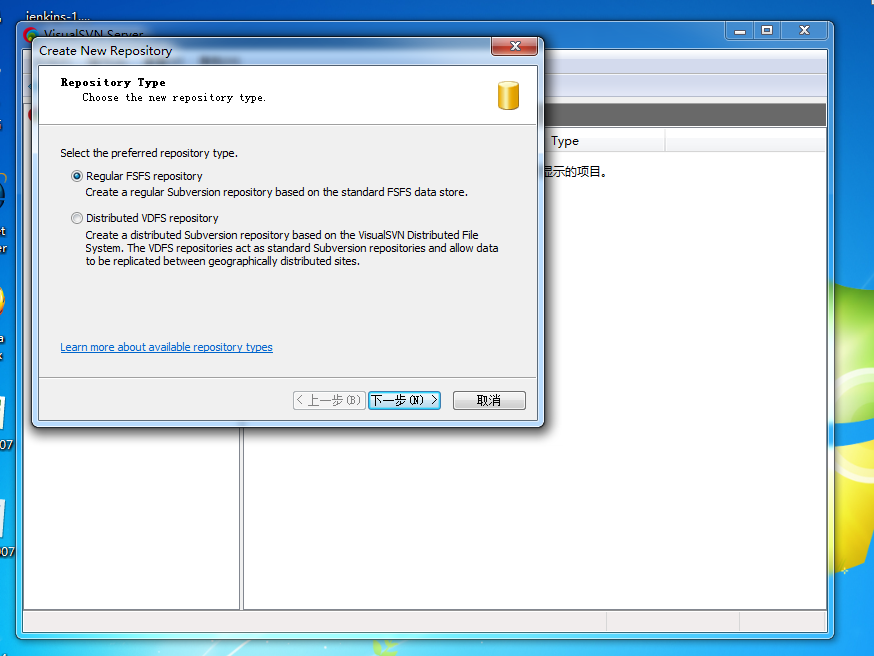 jenkins-1....
VisualSVN Server
Create New Repository
Repository Type
Choose the new repository type.
Type
Select the preferred repository type.
显示的项目。
Regular FSFS repository
Create a regular Subversion repository based on the standard FSFS data store.
Distributed VDFS repository
Create a distributed Subversion repository based on the VisualSVN Distributed File
System. The VDFS repositories act as standard Subversion repositories and allow data
to be replicated between geographically distributed sites.
Learn more about available repository types
< 上一步(B)
下一步(N) >
取消
07
007